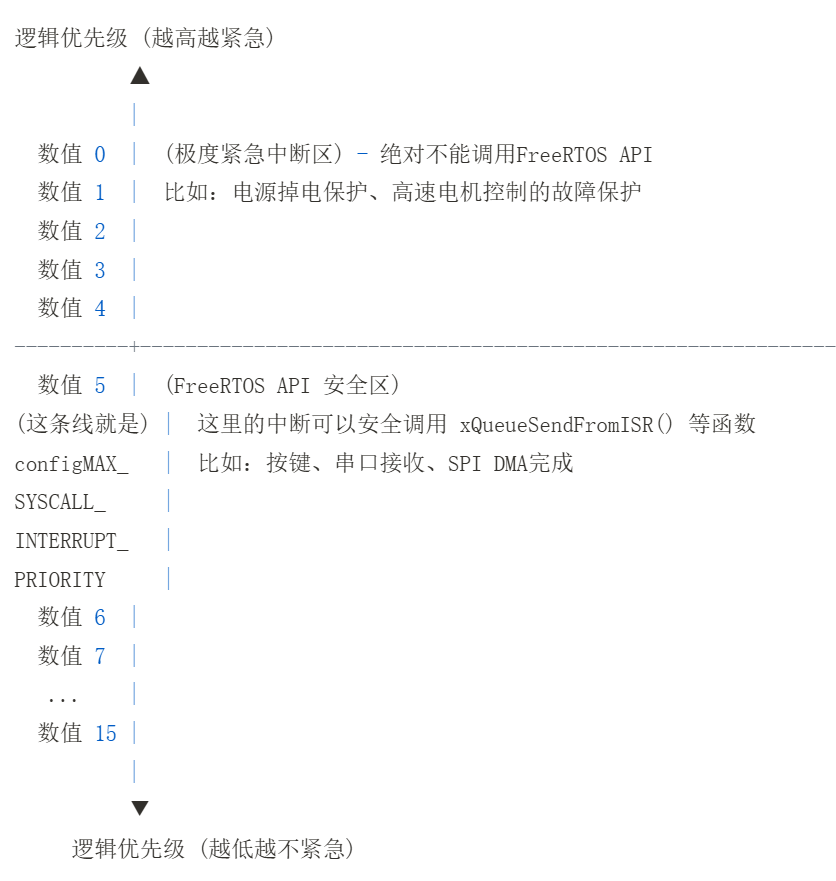 逻辑优先级 (越高越紧急)
▲
|
数值 0 | (极度紧急中断区) - 绝对不能调用FreeRTOS API
数值 1 | 比如: 电源掉电保护、高速电机控制的故障保护
数值 2 |
数值 3 |
数值 4 |
----------+-------------------------------------------------------------
数值 5 | (FreeRTOS API 安全区)
(这条线就是) | 这里的中断可以安全调用 xQueueSendFromISR() 等函数
configMAX_ | 比如: 按键、串口接收、SPI DMA完成
SYSCALL_ |
INTERRUPT_ |
PRIORITY |
数值 6 |
数值 7 |
... |
数值 15 |
|
▼
逻辑优先级 (越低越不紧急)